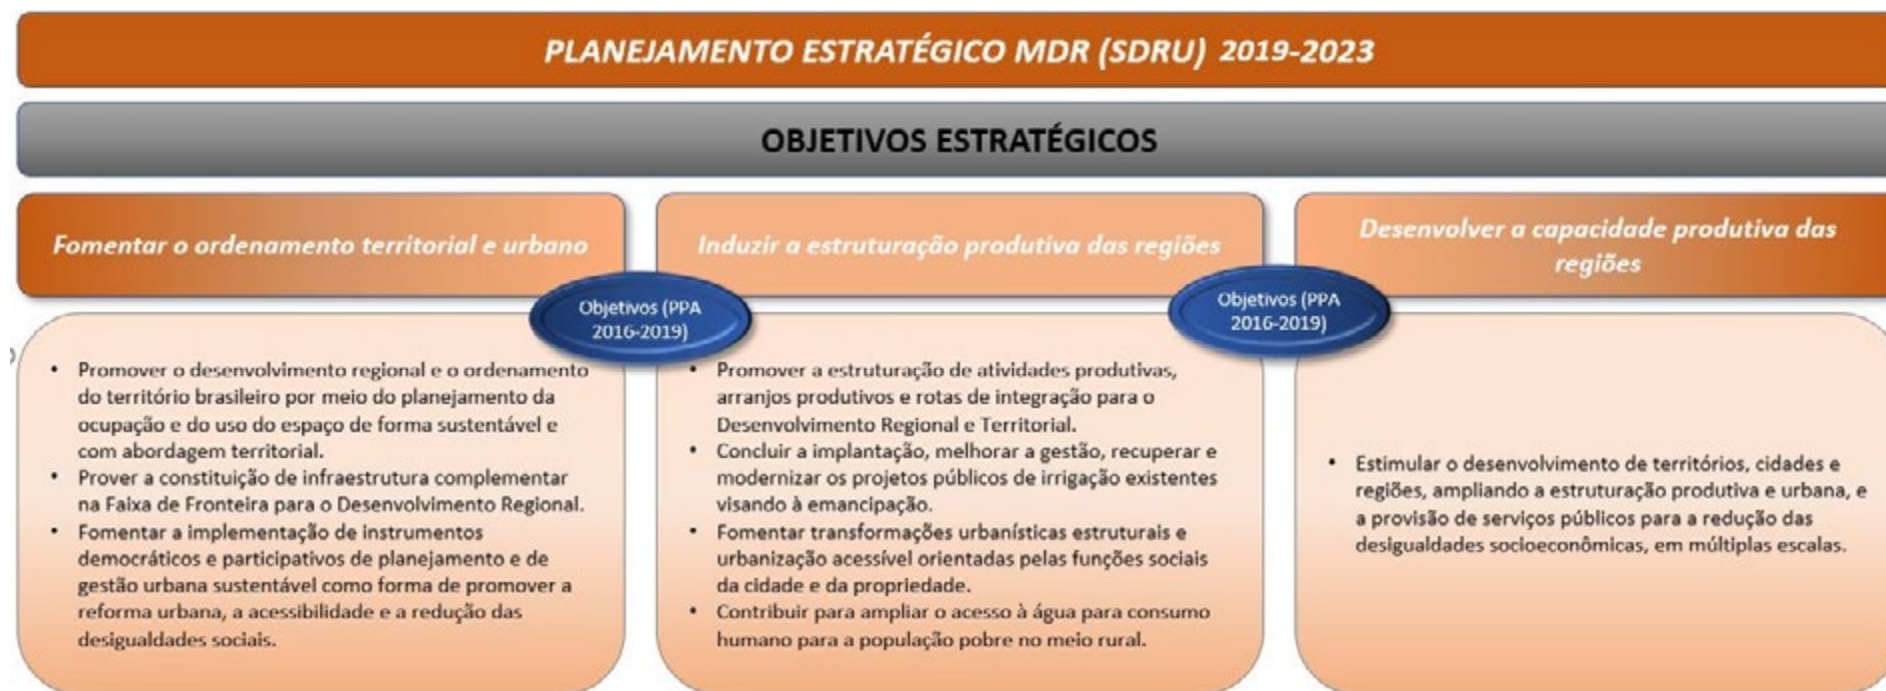 PLANEJAMENTO ESTRATÉGICO MDR (SDRU) 2019-2023
OBJETIVOS ESTRATÉGICOS
Fomentar o ordenamento territorial e urbano
Objetivos (PPA
2016-2019)
• Promover o desenvolvimento regional e o ordenamento
do território brasileiro por meio do planejamento da
ocupação e do uso do espaço de forma sustentável e
com abordagem territorial.
• Prover a constituição de infraestrutura complementar
na Faixa de Fronteira para o Desenvolvimento Regional.
• Fomentar a implementação de instrumentos
democráticos e participativos de planejamento e de
gestão urbana sustentável como forma de promover a
reforma urbana, a acessibilidade e a redução das
desigualdades sociais.
Induzir a estruturação produtiva das regiões
Objetivos (PPA
2016-2019)
• Promover a estruturação de atividades produtivas,
arranjos produtivos e rotas de integração para o
Desenvolvimento Regional e Territorial.
• Concluir a implantação, melhorar a gestão, recuperar e
modernizar os projetos públicos de irrigação existentes
visando à emancipação.
• Fomentar transformações urbanísticas estruturais e
urbanização acessível orientadas pelas funções sociais
da cidade e da propriedade.
• Contribuir para ampliar o acesso à água para consumo
humano para a população pobre no meio rural.
Desenvolver a capacidade produtiva das
regiões
• Estimular o desenvolvimento de territórios, cidades e
regiões, ampliando a estruturação produtiva e urbana, e
a provisão de serviços públicos para a redução das
desigualdades socioeconômicas, em múltiplas escalas.